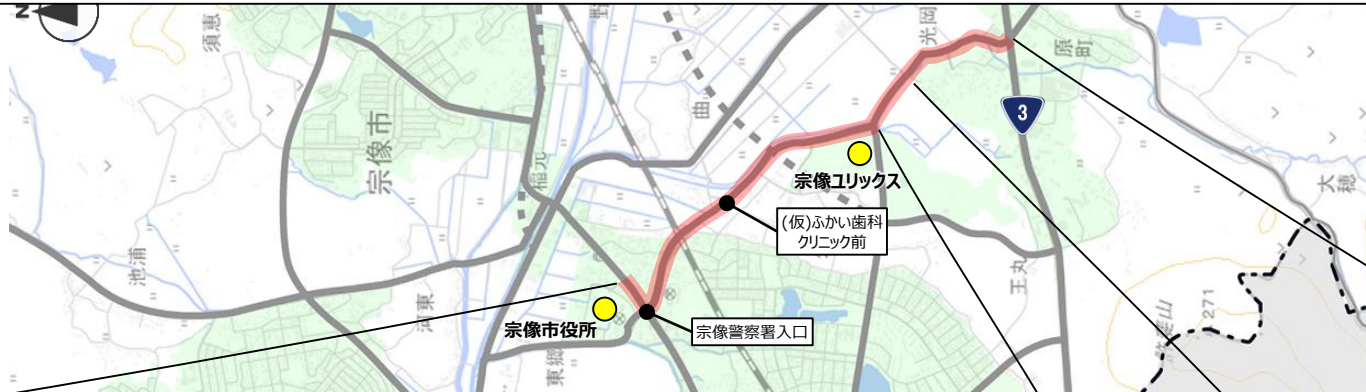 N
須恵
宗像市
池浦
河東
東郷
稲元
野
曲
光岡
原町
3
宗像ユリックス
(仮)ふかい歯科
クリニック前
宗像市役所
宗像警察署入口
王丸
271
大穂